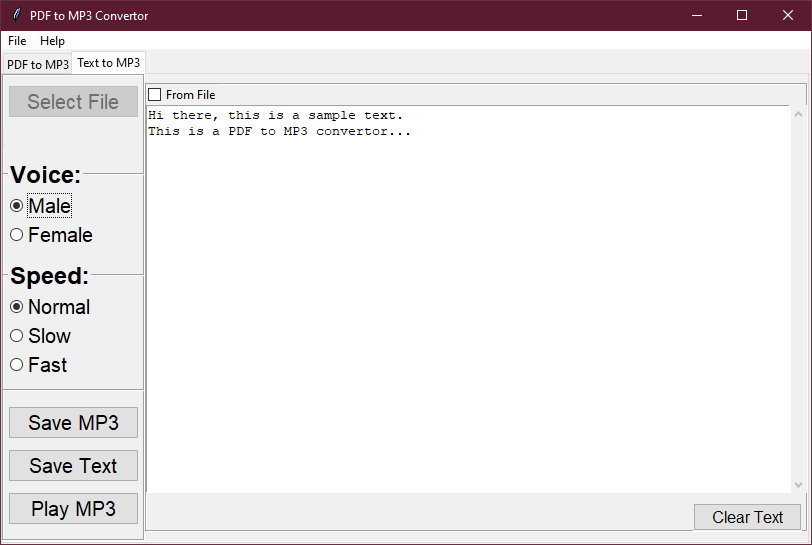 PDF to MP3 Convertor
File Help
PDF to MP3 Text to MP3
Select File
Voice:
Male
Female
Speed:
Normal
Slow
Fast
Save MP3
Save Text
Play MP3
From File
Hi there, this is a sample text.
This is a PDF to MP3 convertor...
Clear Text